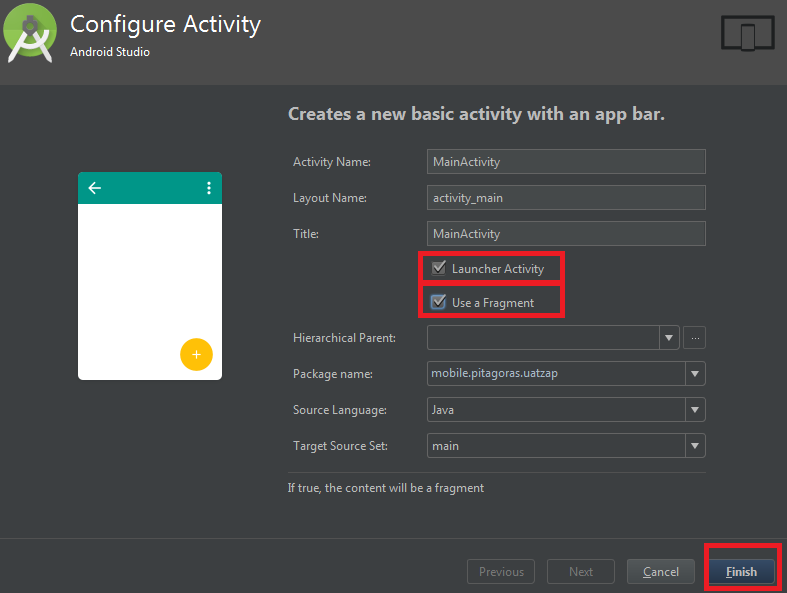 Configure Activity
Android Studio
Creates a new basic activity with an app bar.
Activity Name: MainActivity
Layout Name: activity_main
Title: MainActivity
Launcher Activity
Use a Fragment
Hierarchical Parent: ...
Package name: mobile.pitagoras.uatzap
Source Language: Java
Target Source Set: main
If true, the content will be a fragment
Previous Next Cancel Finish